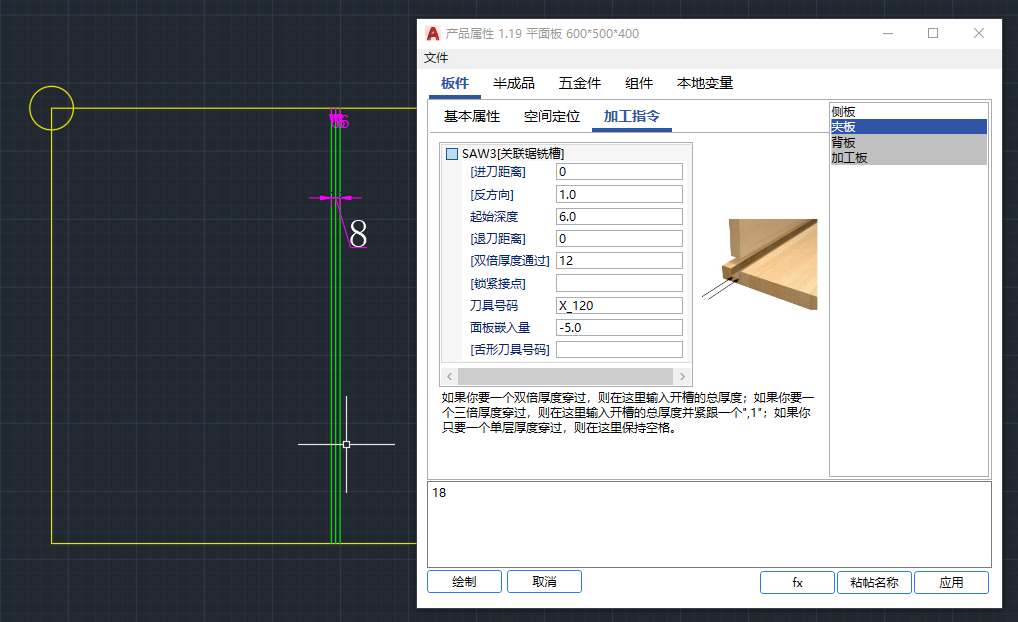 产品属性 1.19 平面板 600*500*400
文件
板件 半成品 五金件 组件 本地变量
基本属性 空间定位 加工指令
侧板
夹板
背板
加工板
SAW3[关联锯铣槽]
[进刀距离] 0
[反方向] 1.0
起始深度 6.0
[退刀距离] 0
[双倍厚度通过] 12
[锁紧接点]
刀具号码 X_120
面板嵌入量 -5.0
[舌形刀具号码]
如果你要一个双倍厚度穿过，则在这里输入开槽的总厚度；如果你要一
个三倍厚度穿过，则在这里输入开槽的总厚度并紧跟一个",1"；如果你
只要一个单层厚度穿过，则在这里保持空格。
18
绘制 取消 fx 粘帖名称 应用
8